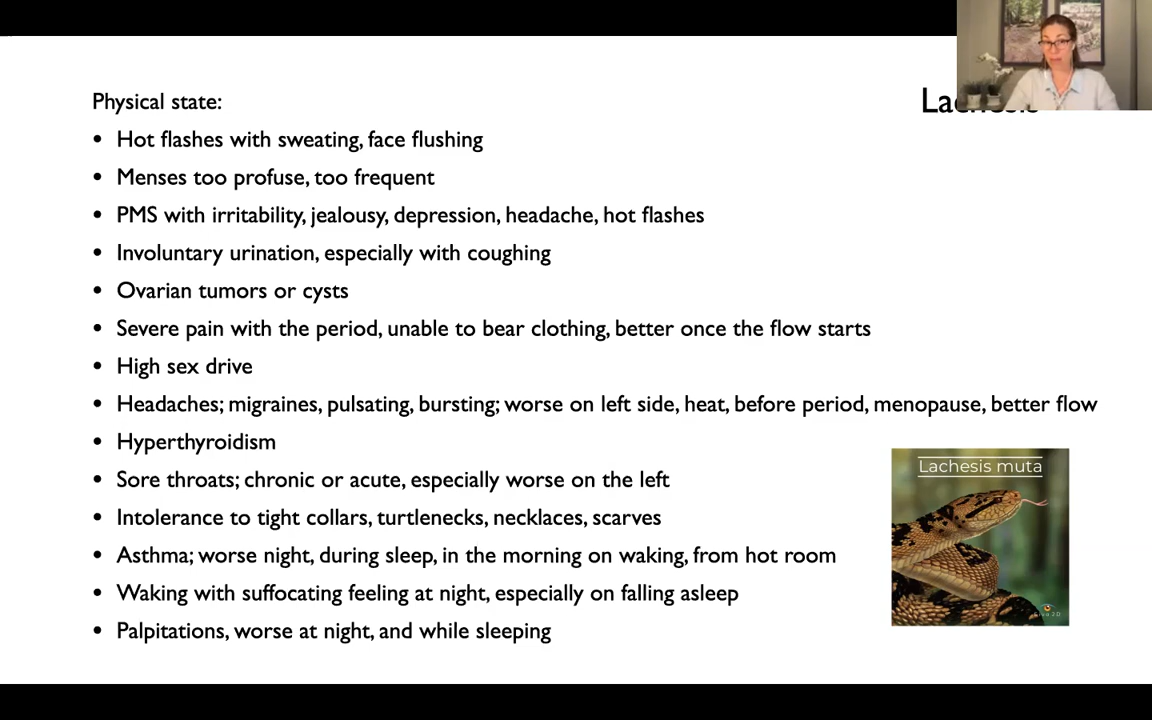 Physical state:
Lachesis
• Hot flashes with sweating, face flushing
• Menses too profuse, too frequent
• PMS with irritability, jealousy, depression, headache, hot flashes
• Involuntary urination, especially with coughing
• Ovarian tumors or cysts
• Severe pain with the period, unable to bear clothing, better once the flow starts
• High sex drive
• Headaches; migraines, pulsating, bursting; worse on left side, heat, before period, menopause, better flow
• Hyperthyroidism
• Sore throats; chronic or acute, especially worse on the left
• Intolerance to tight collars, turtlenecks, necklaces, scarves
• Asthma; worse night, during sleep, in the morning on waking, from hot room
• Waking with suffocating feeling at night, especially on falling asleep
• Palpitations, worse at night, and while sleeping
Lachesis muta